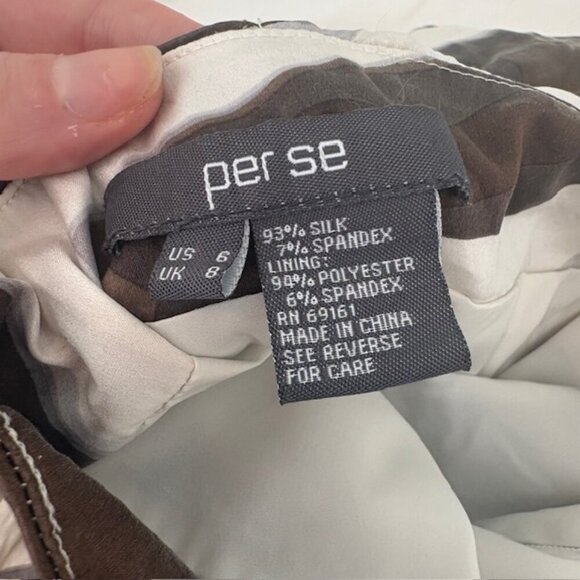 per se
US 6
UK 8
93% SILK
7% SPANDEX
LINING:
94% POLYESTER
6% SPANDEX
RN 69161
MADE IN CHINA
SEE REVERSE
FOR CARE